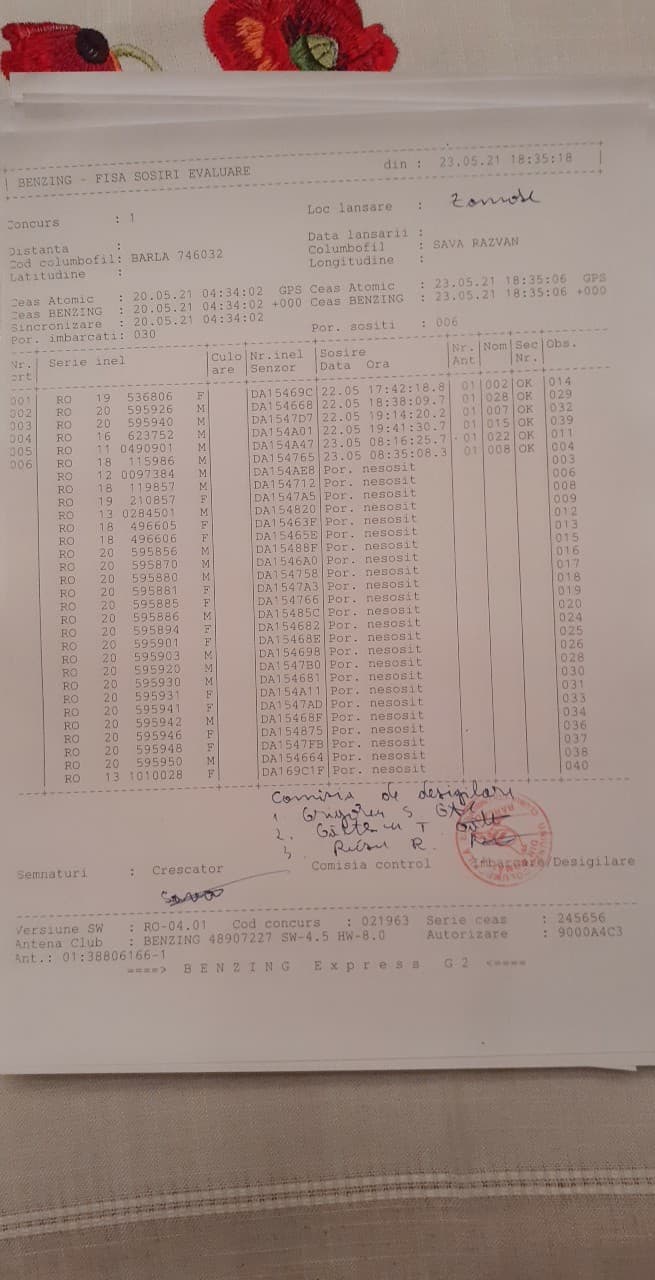 BENZING - FISA SOSIRI EVALUARE din : 23.05.21 18:35:18
Concurs : 1 Loc lansare :
Distanta : Data lansarii :
Cod columbofil: BARLA 746032 Columbofil : SAVA RAZVAN
Latitudine : Longitudine :
Ceas Atomic : 20.05.21 04:34:02 GPS Ceas Atomic : 23.05.21 18:35:06 GPS
Ceas BENZING : 20.05.21 04:34:02 +000 Ceas BENZING : 23.05.21 18:35:06 +000
Sincronizare : 20.05.21 04:34:02
Por. imbarcati: 030 Por. sositi : 006
Nr. Serie inel Culo Nr.inel Sosire Nr. Nom Sec Obs.
crt are Senzor Data Ora Ant Nr.
001 RO 19 536806 F DA15469C 22.05 17:42:18.8 01 002 OK 014
002 RO 20 595926 M DA154668 22.05 18:38:09.7 01 028 OK 029
003 RO 20 595940 M DA1547D7 22.05 19:14:20.2 01 007 OK 032
004 RO 16 623752 M DA154A01 22.05 19:41:30.7 01 015 OK 039
005 RO 11 0490901 M DA154A47 23.05 08:16:25.7 01 022 OK 011
006 RO 18 115986 M DA154765 23.05 08:35:08.3 01 008 OK 004
RO 12 0097384 M DA154AE8 Por. nesosit 003
RO 18 119857 M DA154712 Por. nesosit 006
RO 19 210857 F DA1547A5 Por. nesosit 008
RO 13 0284501 M DA154820 Por. nesosit 009
RO 18 496605 F DA15463F Por. nesosit 012
RO 18 496606 F DA15465E Por. nesosit 013
RO 20 595856 M DA15488F Por. nesosit 015
RO 20 595870 M DA1546A0 Por. nesosit 016
RO 20 595880 M DA154758 Por. nesosit 017
RO 20 595881 F DA1547A3 Por. nesosit 018
RO 20 595885 F DA154766 Por. nesosit 019
RO 20 595886 M DA15485C Por. nesosit 020
RO 20 595894 F DA154682 Por. nesosit 024
RO 20 595901 F DA15468E Por. nesosit 025
RO 20 595903 M DA154698 Por. nesosit 026
RO 20 595920 M DA1547B0 Por. nesosit 028
RO 20 595930 M DA154681 Por. nesosit 030
RO 20 595931 F DA154A11 Por. nesosit 031
RO 20 595941 F DA1547AD Por. nesosit 033
RO 20 595942 M DA15468F Por. nesosit 034
RO 20 595946 F DA154875 Por. nesosit 036
RO 20 595948 F DA1547FB Por. nesosit 037
RO 20 595950 M DA154664 Por. nesosit 038
RO 13 1010028 F DA169C1F Por. nesosit 040
Comisia de desigilare
1.
2.
3.
Semnaturi : Crescator Comisia control Imbarcare/Desigilare
Versiune SW : RO-04.01 Cod concurs : 021963 Serie ceas : 245656
Antena Club : BENZING 48907227 SW-4.5 HW-8.0 Autorizare : 9000A4C3
Ant.: 01:38806166-1
====> B E N Z I N G E x p r e s s G 2 <====